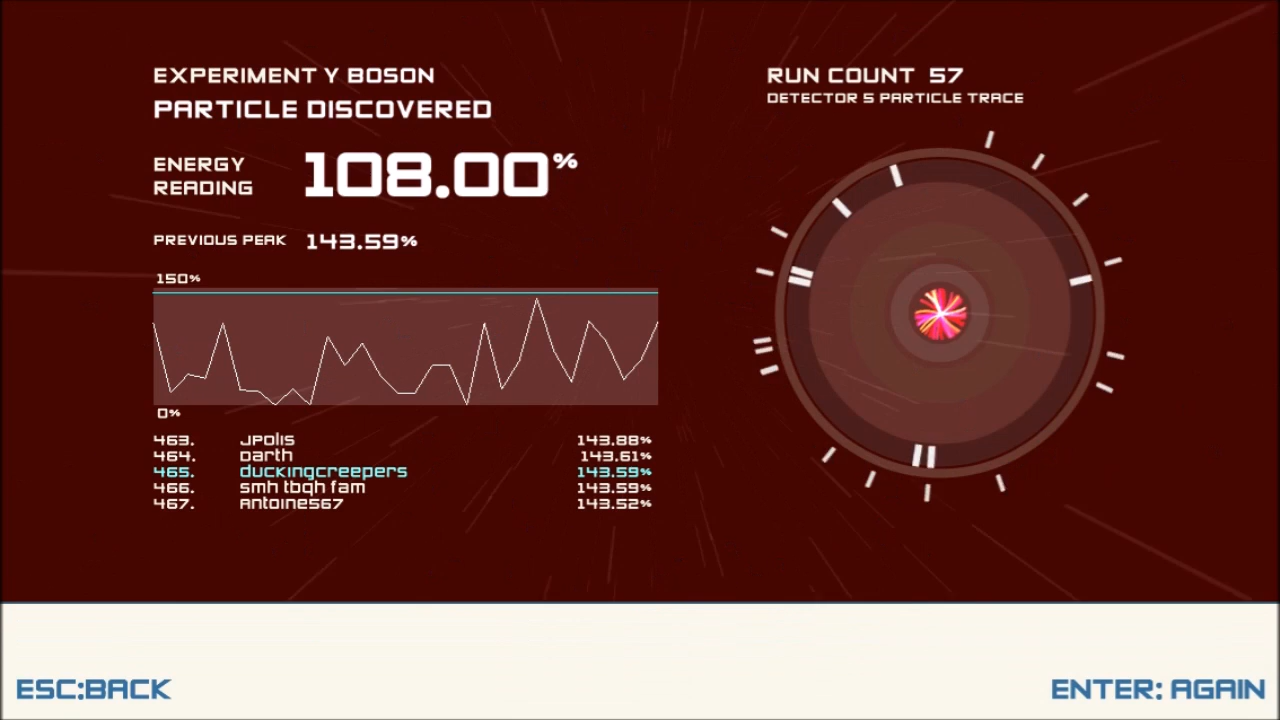 EXPERIMENT Y BOSON
PARTICLE DISCOVERED
ENERGY READING 108.00%
PREVIOUS PEAK 143.59%
150%
0%
463. JPOLIS 143.88%
464. DARTH 143.61%
465. duckingcreepers 143.59%
466. smh tbqh fam 143.59%
467. Antoine567 143.52%
RUN COUNT 57
DETECTOR 5 PARTICLE TRACE
ESC:BACK
ENTER: AGAIN